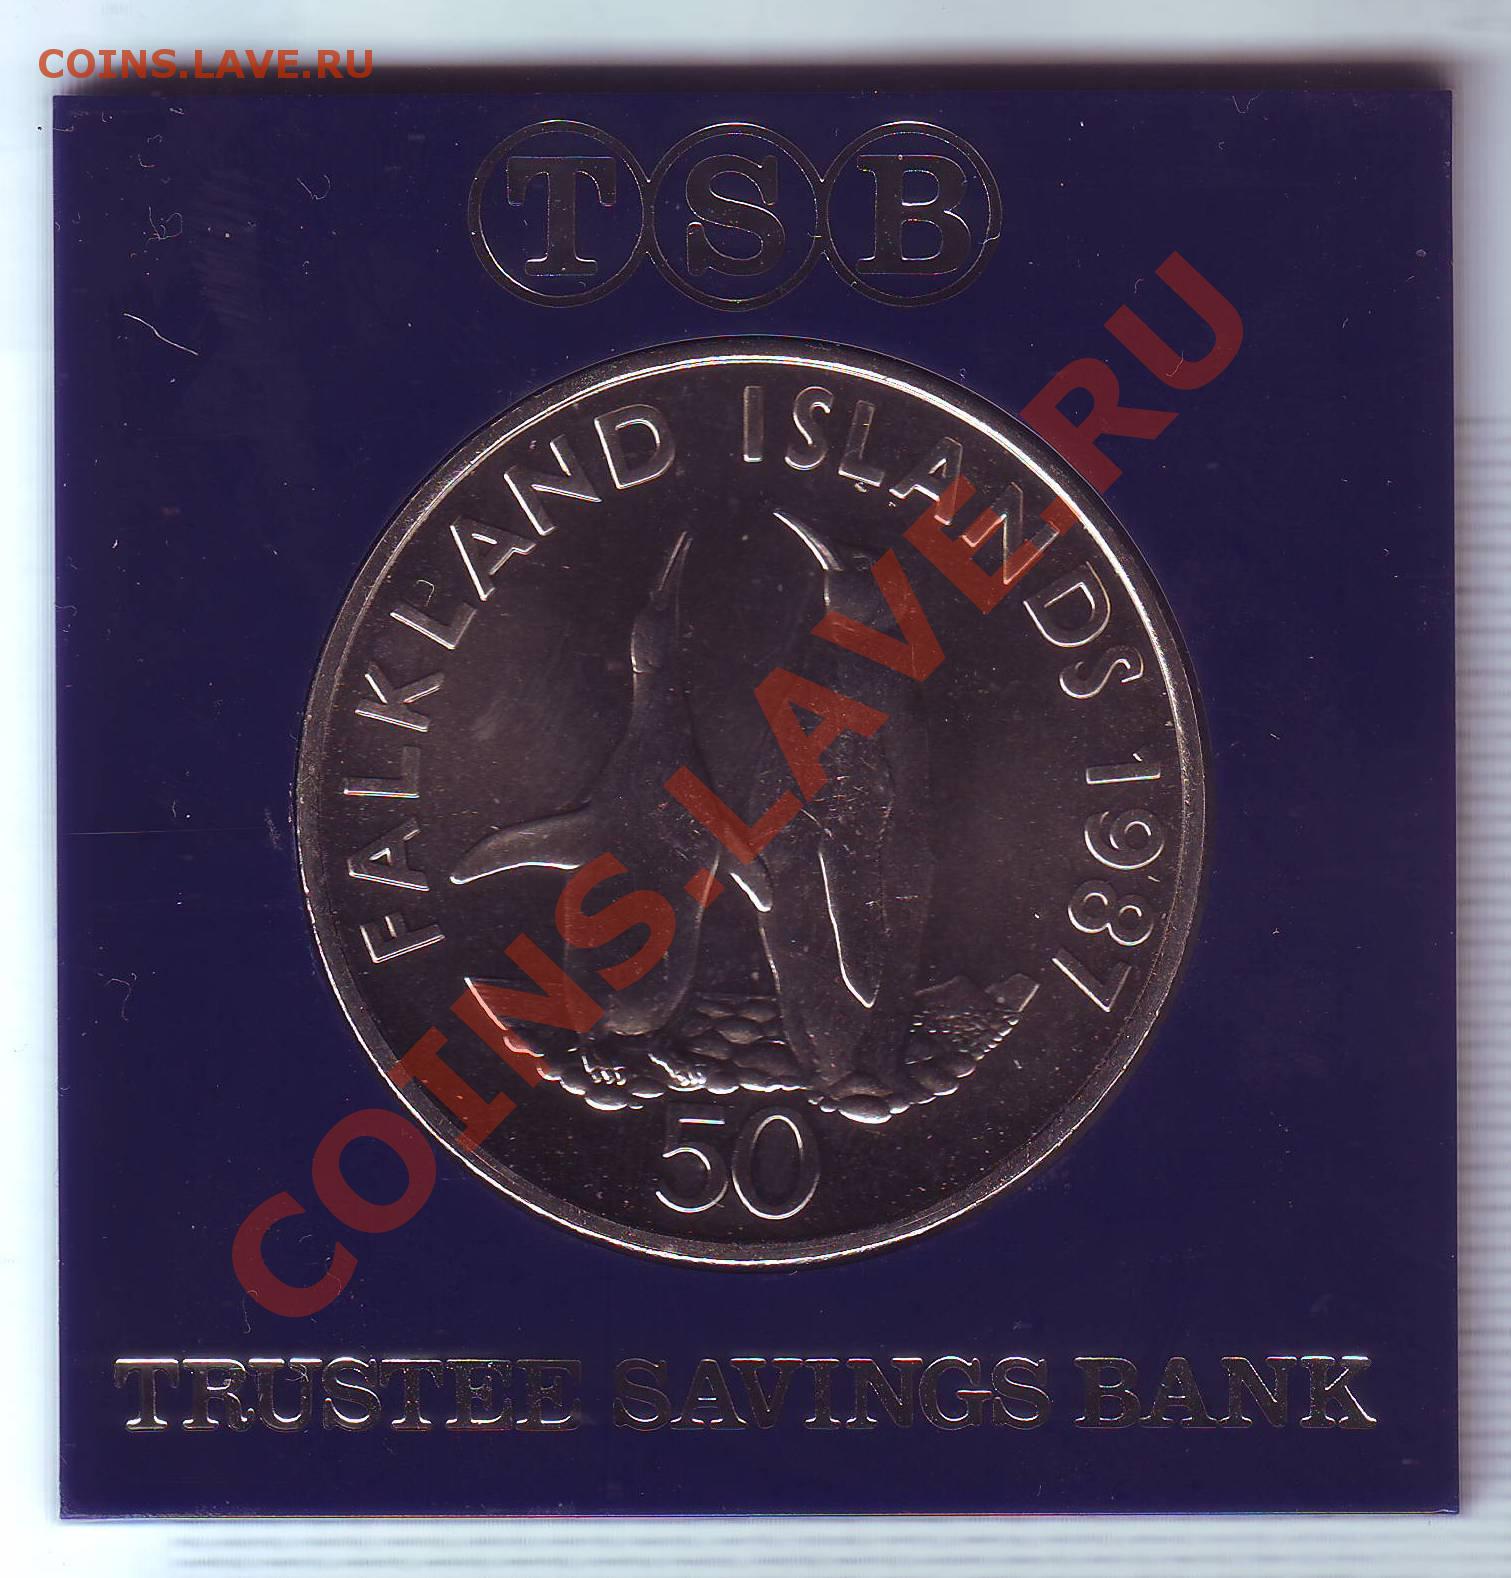 COINS.LAVE.RU
TSB
FALKLAND ISLANDS 1987
COINS.LAVE.RU
50
TRUSTEE SAVINGS BANK